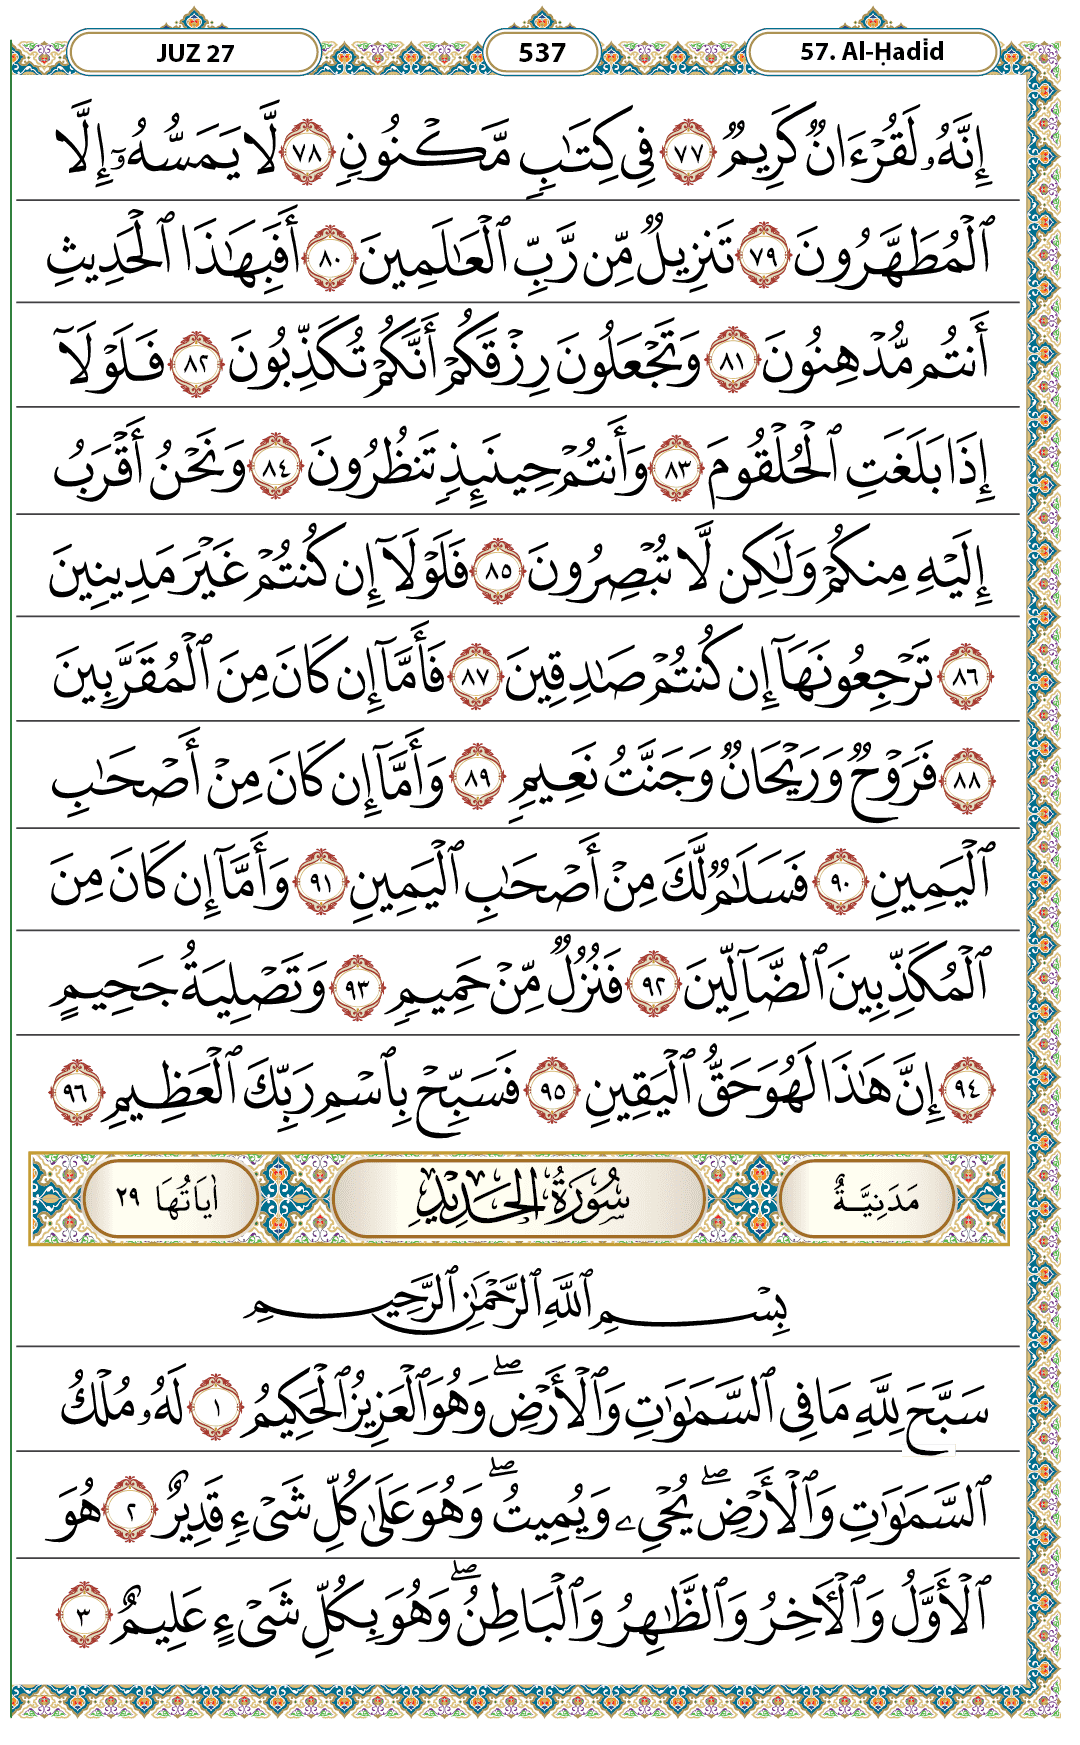 JUZ 27
537
57. Al-Ḥadid
إِنَّهُۥ لَقُرْءَانٌ كَرِيمٌ ٧٧ فِى كِتَٰبٍ مَّكْنُونٍ ٧٨ لَّا يَمَسُّهُۥٓ إِلَّا
ٱلْمُطَهَّرُونَ ٧٩ تَنزِيلٌ مِّن رَّبِّ ٱلْعَٰلَمِينَ ٨٠ أَفَبِهَٰذَا ٱلْحَدِيثِ
أَنتُم مُّدْهِنُونَ ٨١ وَتَجْعَلُونَ رِزْقَكُمْ أَنَّكُمْ تُكَذِّبُونَ ٨٢ فَلَوْلَآ
إِذَا بَلَغَتِ ٱلْحُلْقُومَ ٨٣ وَأَنتُمْ حِينَئِذٍ تَنظُرُونَ ٨٤ وَنَحْنُ أَقْرَبُ
إِلَيْهِ مِنكُمْ وَلَٰكِن لَّا تُبْصِرُونَ ٨٥ فَلَوْلَآ إِن كُنتُمْ غَيْرَ مَدِينِينَ
٨٦ تَرْجِعُونَهَآ إِن كُنتُمْ صَٰدِقِينَ ٨٧ فَأَمَّآ إِن كَانَ مِنَ ٱلْمُقَرَّبِينَ
٨٨ فَرَوْحٌ وَرَيْحَانٌ وَجَنَّتُ نَعِيمٍ ٨٩ وَأَمَّآ إِن كَانَ مِنْ أَصْحَٰبِ
ٱلْيَمِينِ ٩٠ فَسَلَٰمٌ لَّكَ مِنْ أَصْحَٰبِ ٱلْيَمِينِ ٩١ وَأَمَّآ إِن كَانَ مِنَ
ٱلْمُكَذِّبِينَ ٱلضَّآلِّينَ ٩٢ فَنُزُلٌ مِّنْ حَمِيمٍ ٩٣ وَتَصْلِيَةُ جَحِيمٍ
٩٤ إِنَّ هَٰذَا لَهُوَ حَقُّ ٱلْيَقِينِ ٩٥ فَسَبِّحْ بِٱسْمِ رَبِّكَ ٱلْعَظِيمِ ٩٦
مَدَنِيَّةٌ
سُورَةُ الحَدِيدِ
اٰيَاتُهَا ٢٩
بِسْمِ ٱللَّهِ ٱلرَّحْمَٰنِ ٱلرَّحِيمِ
سَبَّحَ لِلَّهِ مَا فِى ٱلسَّمَٰوَٰتِ وَٱلْأَرْضِ ۖ وَهُوَ ٱلْعَزِيزُ ٱلْحَكِيمُ ١ لَهُۥ مُلْكُ
ٱلسَّمَٰوَٰتِ وَٱلْأَرْضِ ۖ يُحْىِۦ وَيُمِيتُ ۖ وَهُوَ عَلَىٰ كُلِّ شَىْءٍ قَدِيرٌ ٢ هُوَ
ٱلْأَوَّلُ وَٱلْءَاخِرُ وَٱلظَّٰهِرُ وَٱلْبَاطِنُ ۖ وَهُوَ بِكُلِّ شَىْءٍ عَلِيمٌ ٣